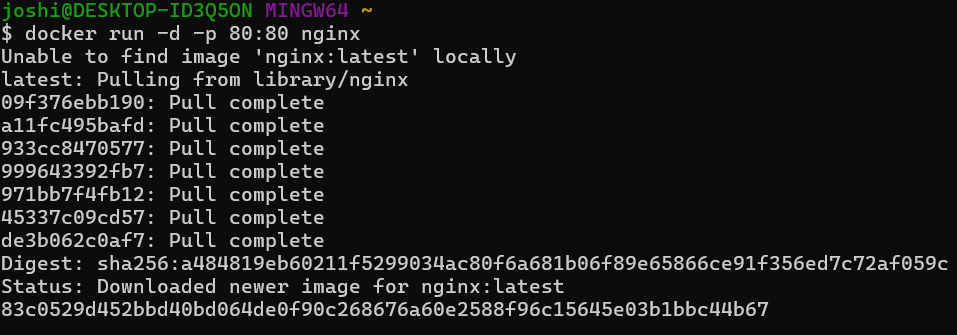 joshi@DESKTOP-ID3Q5ON MINGW64 ~
$ docker run -d -p 80:80 nginx
Unable to find image 'nginx:latest' locally
latest: Pulling from library/nginx
09f376ebb190: Pull complete
a11fc495bafd: Pull complete
933cc8470577: Pull complete
999643392fb7: Pull complete
971bb7f4fb12: Pull complete
45337c09cd57: Pull complete
de3b062c0af7: Pull complete
Digest: sha256:a484819eb60211f5299034ac80f6a681b06f89e65866ce91f356ed7c72af059c
Status: Downloaded newer image for nginx:latest
83c0529d452bbd40bd064de0f90c268676a60e2588f96c15645e03b1bbc44b67